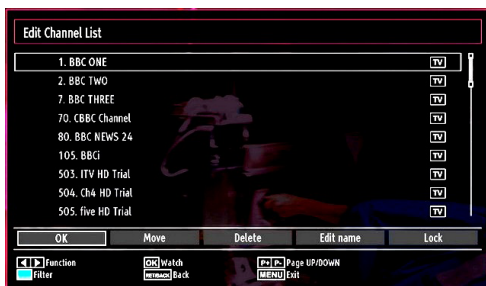 Edit Channel List
1. BBC ONE TV
2. BBC TWO TV
7. BBC THREE TV
70. CBBC Channel TV
80. BBC NEWS 24 TV
105. BBCi TV
503. ITV HD Trial TV
504. Ch4 HD Trial TV
505. five HD Trial TV
OK Move Delete Edit name Lock
Function OK Watch P+ P- Page UP/DOWN
Filter RET/BACK Back MENU Exit